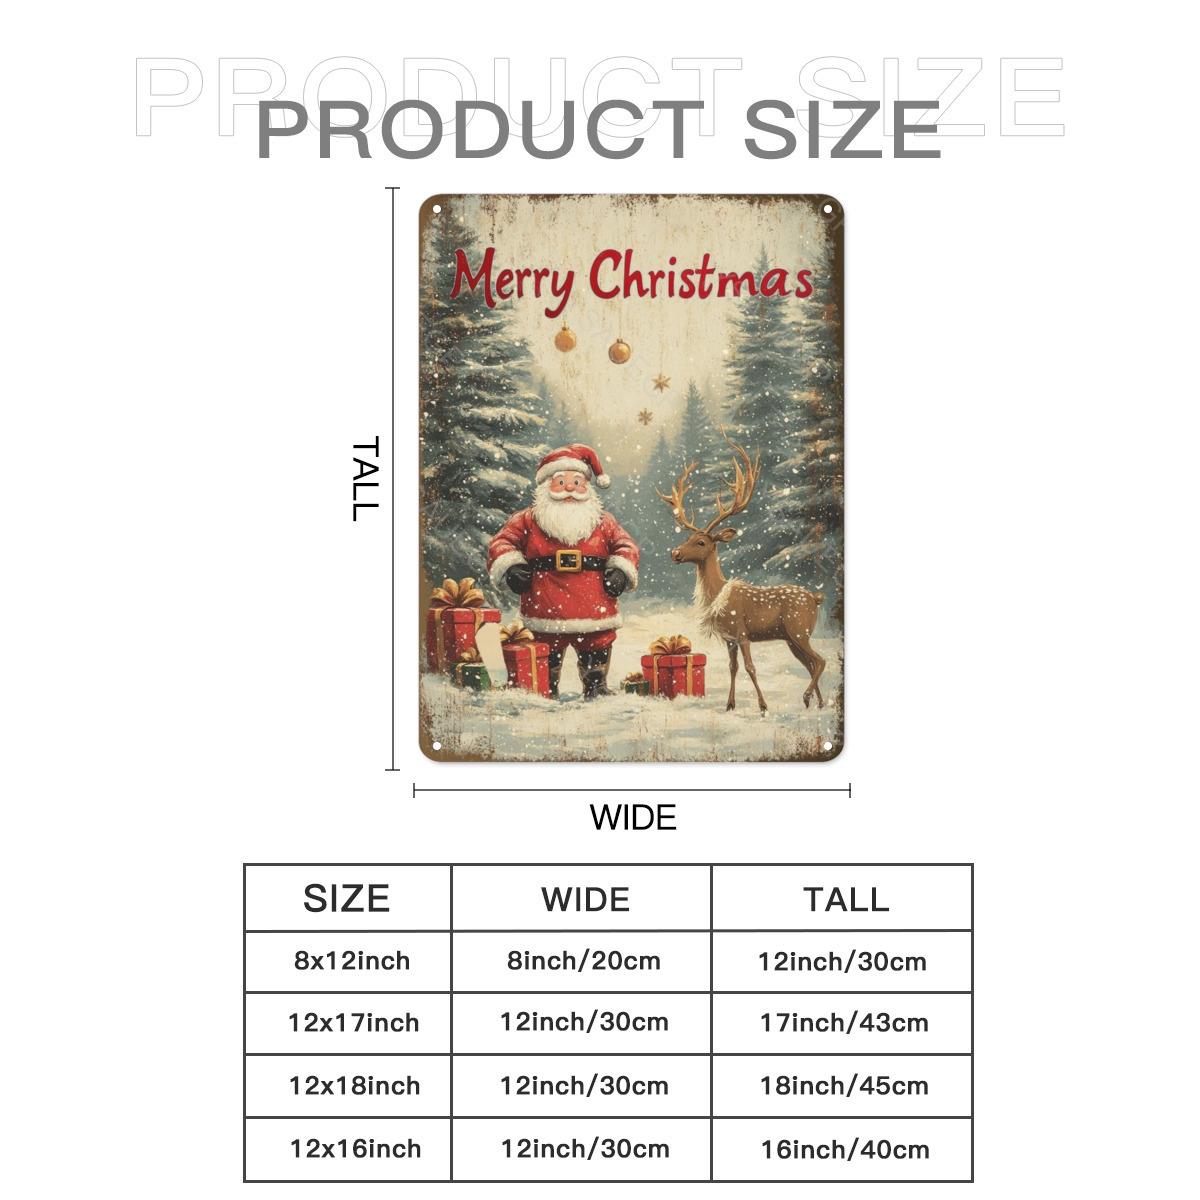 PRODUCT SIZE
PRODUCT SIZE
Merry Christmas
TALL
WIDE
SIZE WIDE TALL
8x12inch 8inch/20cm 12inch/30cm
12x17inch 12inch/30cm 17inch/43cm
12x18inch 12inch/30cm 18inch/45cm
12x16inch 12inch/30cm 16inch/40cm